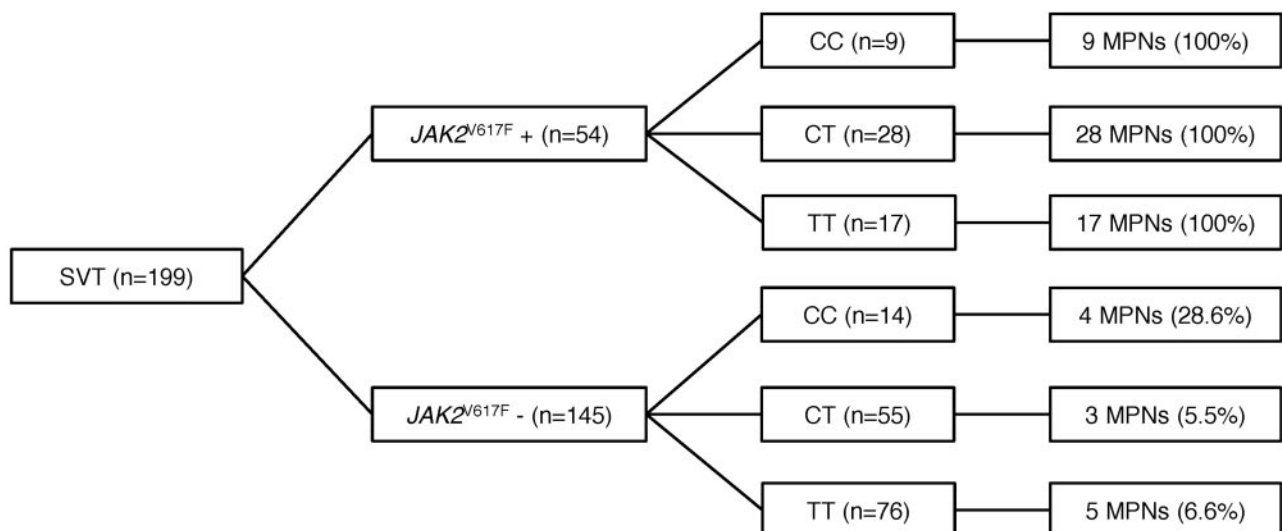 SVT (n=199)
JAK2V617F + (n=54)
CC (n=9)
9 MPNs (100%)
CT (n=28)
28 MPNs (100%)
TT (n=17)
17 MPNs (100%)
JAK2V617F - (n=145)
CC (n=14)
4 MPNs (28.6%)
CT (n=55)
3 MPNs (5.5%)
TT (n=76)
5 MPNs (6.6%)